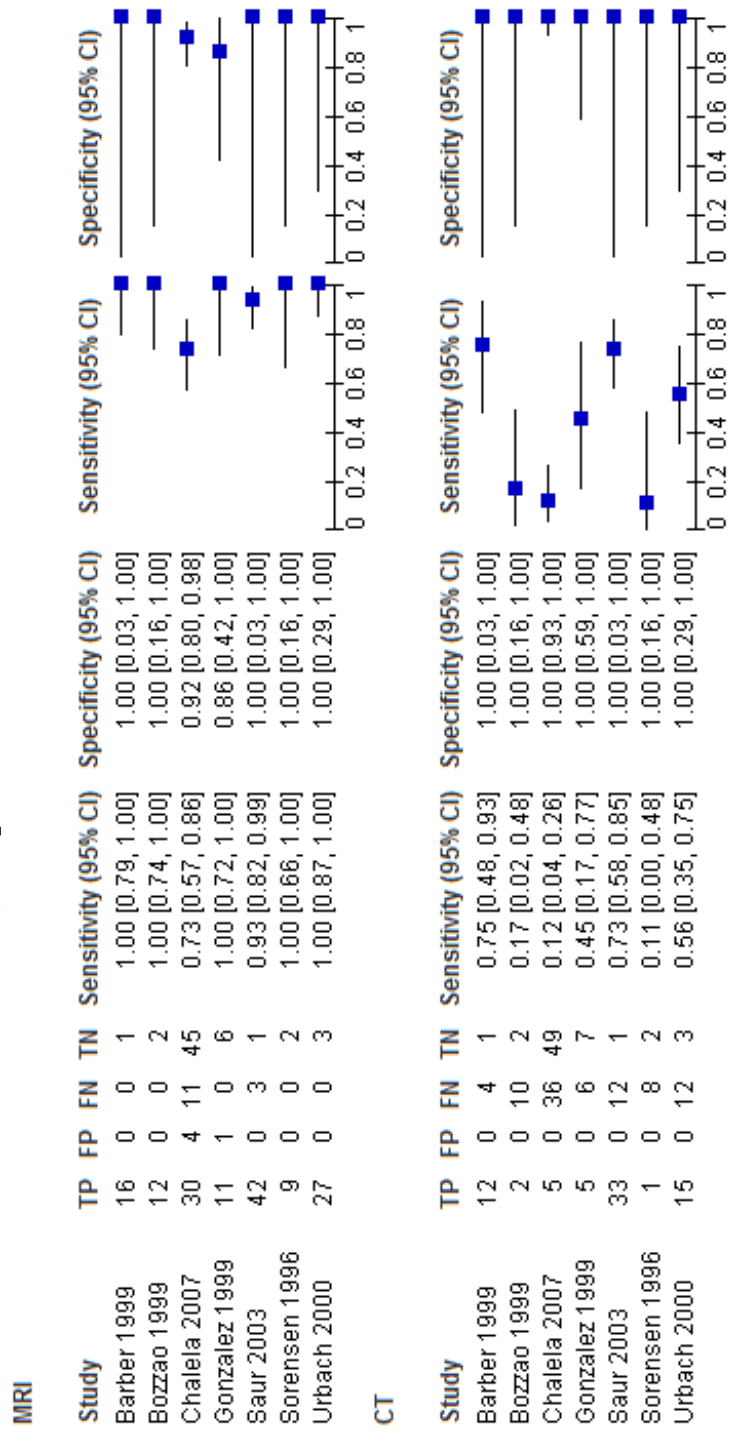 MRI
Study TP FP FN TN Sensitivity (95% CI) Specificity (95% CI) Sensitivity (95% CI) Specificity (95% CI)
Barber 1999 16 0 0 1 1.00 [0.79, 1.00] 1.00 [0.03, 1.00]
Bozzao 1999 12 0 0 2 1.00 [0.74, 1.00] 1.00 [0.16, 1.00]
Chalela 2007 30 4 11 45 0.73 [0.57, 0.86] 0.92 [0.80, 0.98]
Gonzalez 1999 11 1 0 6 1.00 [0.72, 1.00] 0.86 [0.42, 1.00]
Saur 2003 42 0 3 1 0.93 [0.82, 0.99] 1.00 [0.03, 1.00]
Sorensen 1996 9 0 0 2 1.00 [0.66, 1.00] 1.00 [0.16, 1.00]
Urbach 2000 27 0 0 3 1.00 [0.87, 1.00] 1.00 [0.29, 1.00]
0 0.2 0.4 0.6 0.8 1 0 0.2 0.4 0.6 0.8 1
CT
Study TP FP FN TN Sensitivity (95% CI) Specificity (95% CI) Sensitivity (95% CI) Specificity (95% CI)
Barber 1999 12 0 4 1 0.75 [0.48, 0.93] 1.00 [0.03, 1.00]
Bozzao 1999 2 0 10 2 0.17 [0.02, 0.48] 1.00 [0.16, 1.00]
Chalela 2007 5 0 36 49 0.12 [0.04, 0.26] 1.00 [0.93, 1.00]
Gonzalez 1999 5 0 6 7 0.45 [0.17, 0.77] 1.00 [0.59, 1.00]
Saur 2003 33 0 12 1 0.73 [0.58, 0.85] 1.00 [0.03, 1.00]
Sorensen 1996 1 0 8 2 0.11 [0.00, 0.48] 1.00 [0.16, 1.00]
Urbach 2000 15 0 12 3 0.56 [0.35, 0.75] 1.00 [0.29, 1.00]
0 0.2 0.4 0.6 0.8 1 0 0.2 0.4 0.6 0.8 1